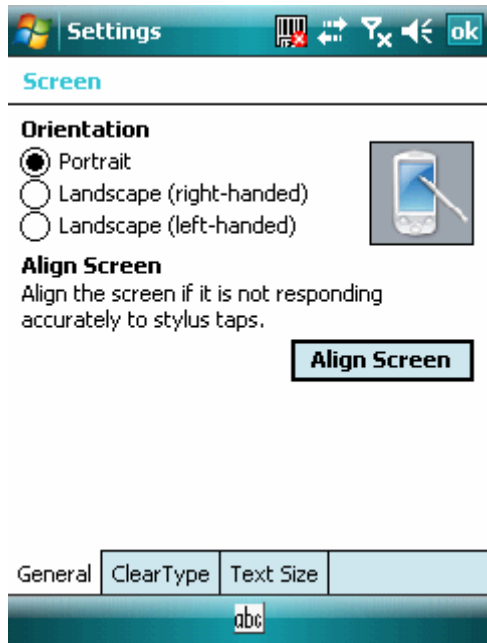 Settings
ok
Screen
Orientation
Portrait
Landscape (right-handed)
Landscape (left-handed)
Align Screen
Align the screen if it is not responding
accurately to stylus taps.
Align Screen
General ClearType Text Size
abc